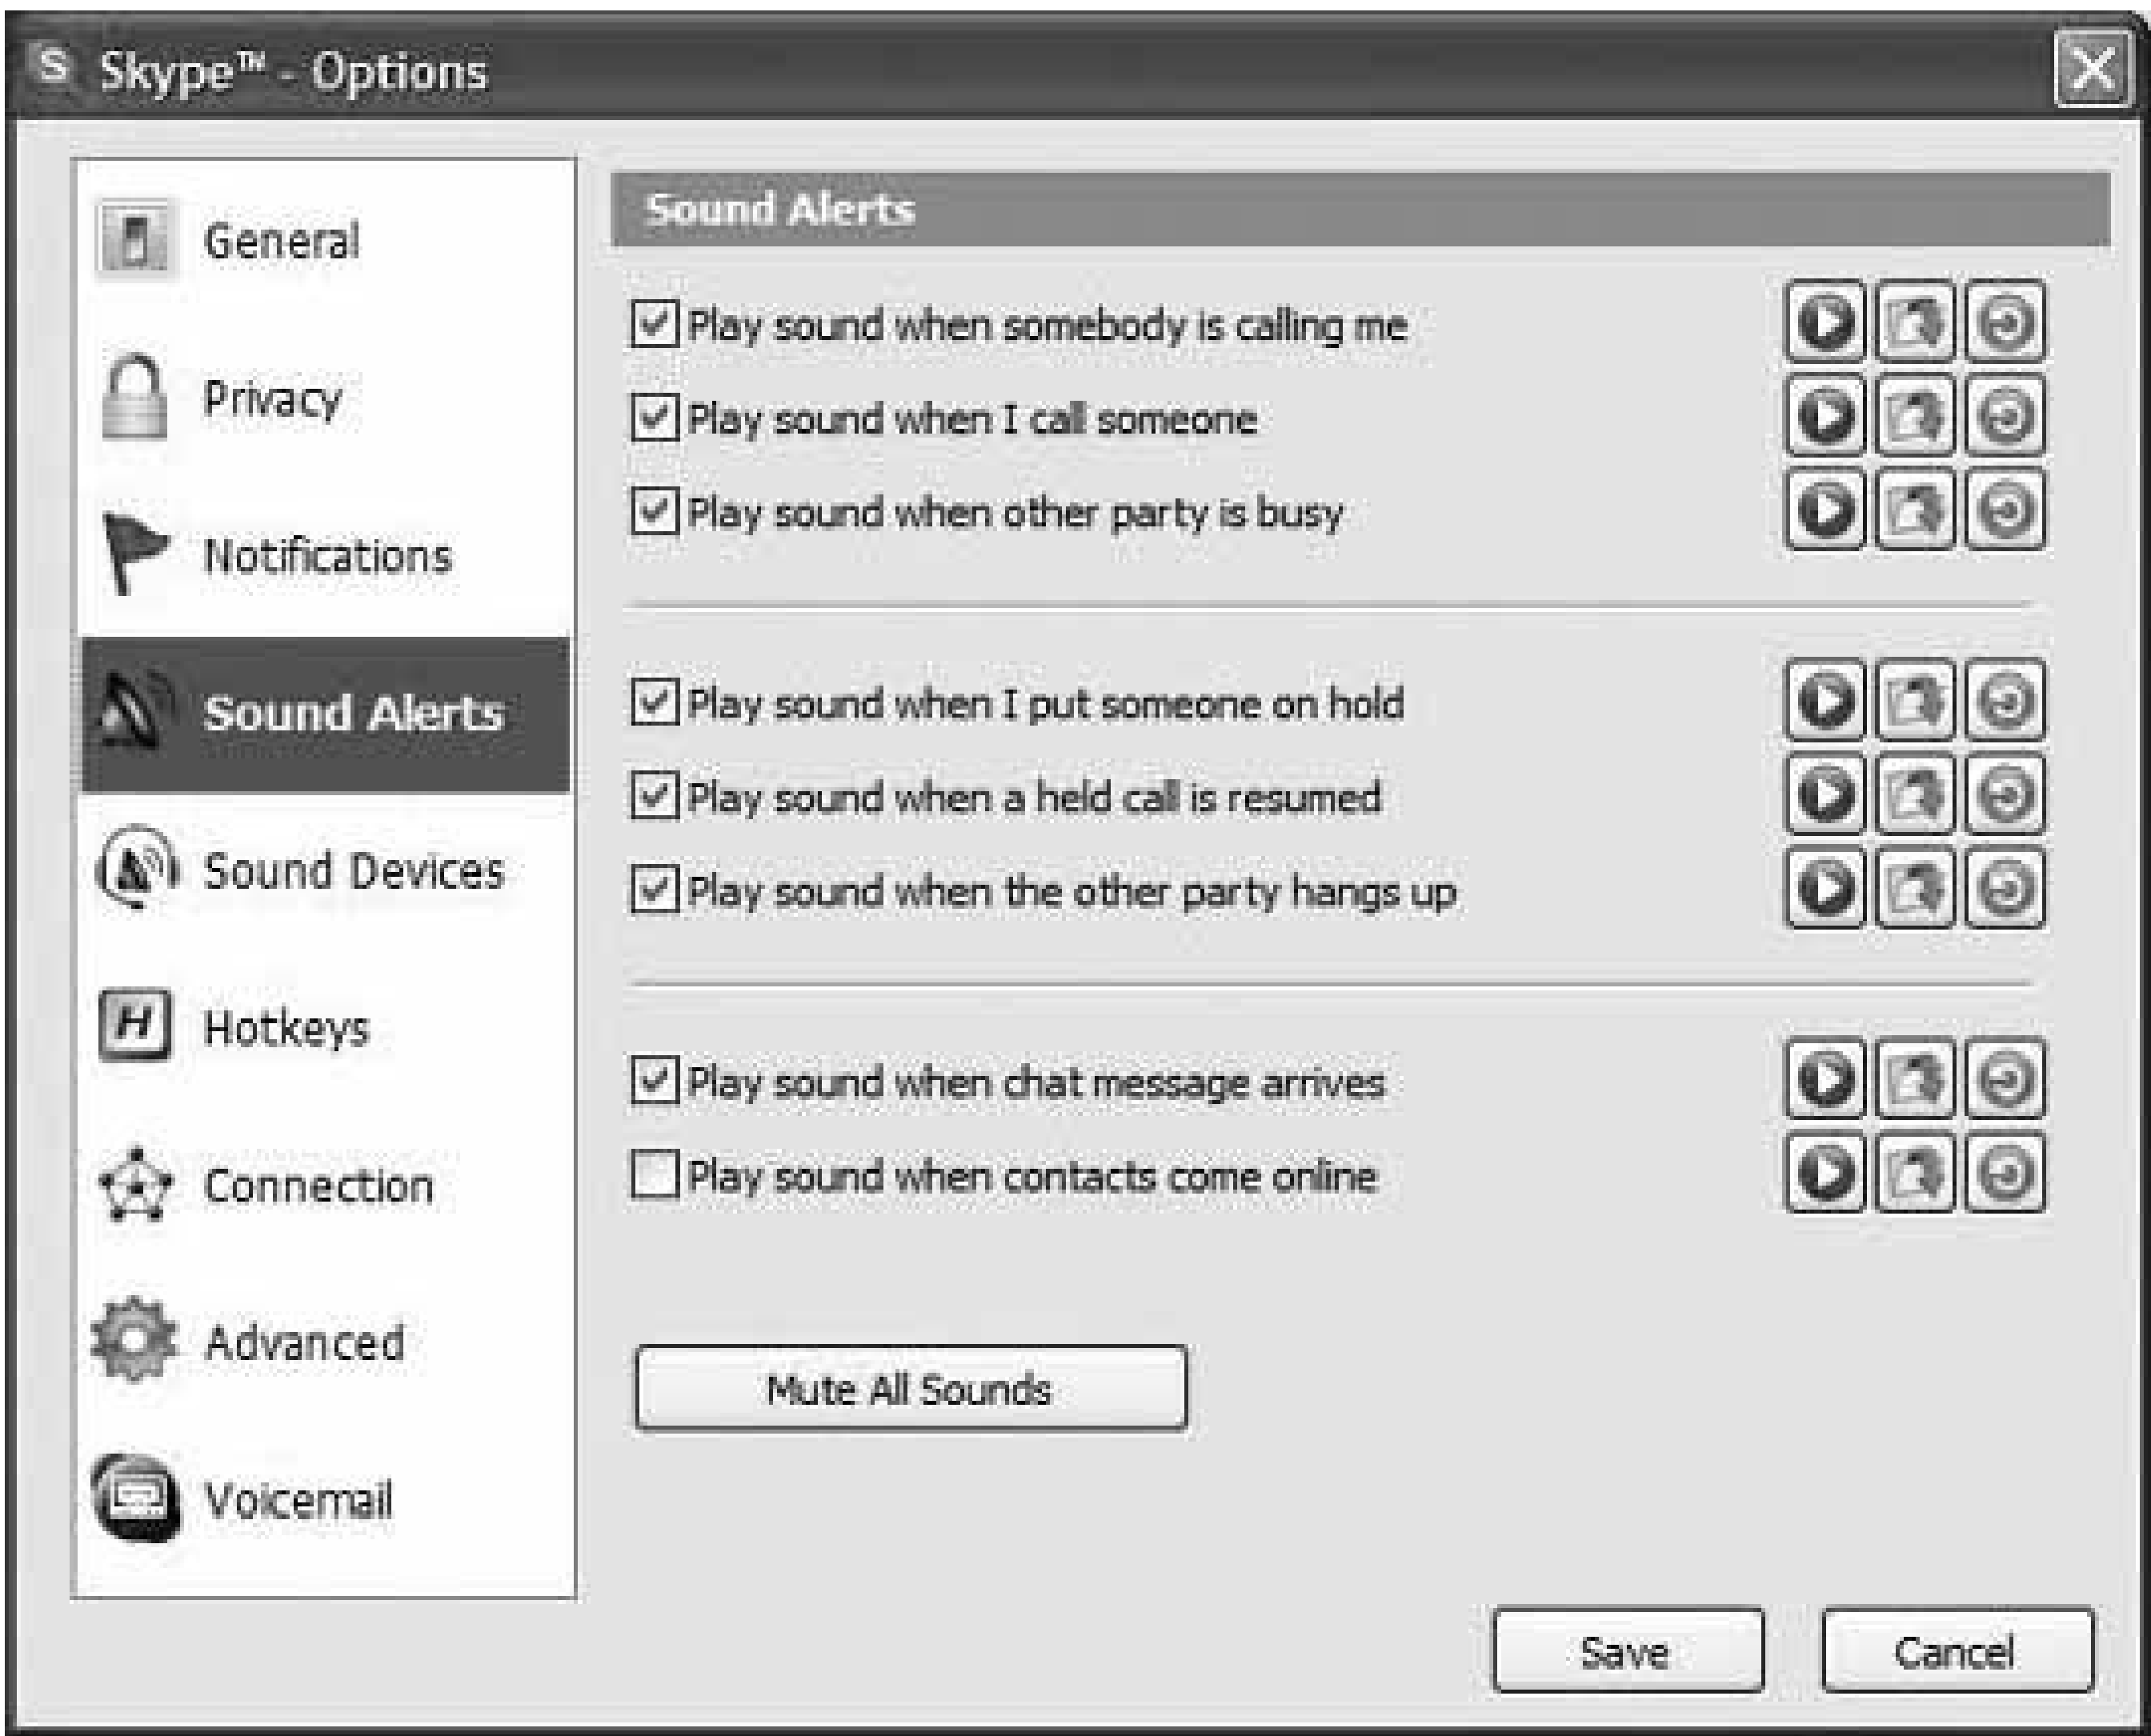 S Skype™ - Options
General
Privacy
Notifications
Sound Alerts
Sound Devices
H Hotkeys
Connection
Advanced
Voicemail
Sound Alerts
Play sound when somebody is calling me
Play sound when I call someone
Play sound when other party is busy
Play sound when I put someone on hold
Play sound when a held call is resumed
Play sound when the other party hangs up
Play sound when chat message arrives
Play sound when contacts come online
Mute All Sounds
Save Cancel